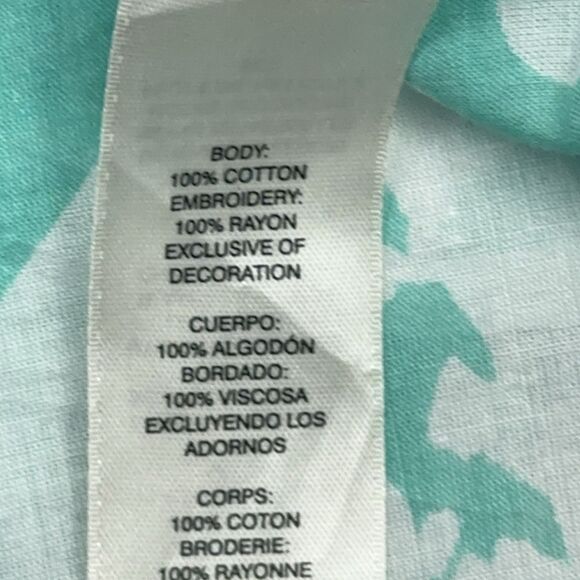 BODY:
100% COTTON
EMBROIDERY:
100% RAYON
EXCLUSIVE OF
DECORATION
CUERPO:
100% ALGODÓN
BORDADO:
100% VISCOSA
EXCLUYENDO LOS
ADORNOS
CORPS:
100% COTON
BRODERIE:
100% RAYONNE